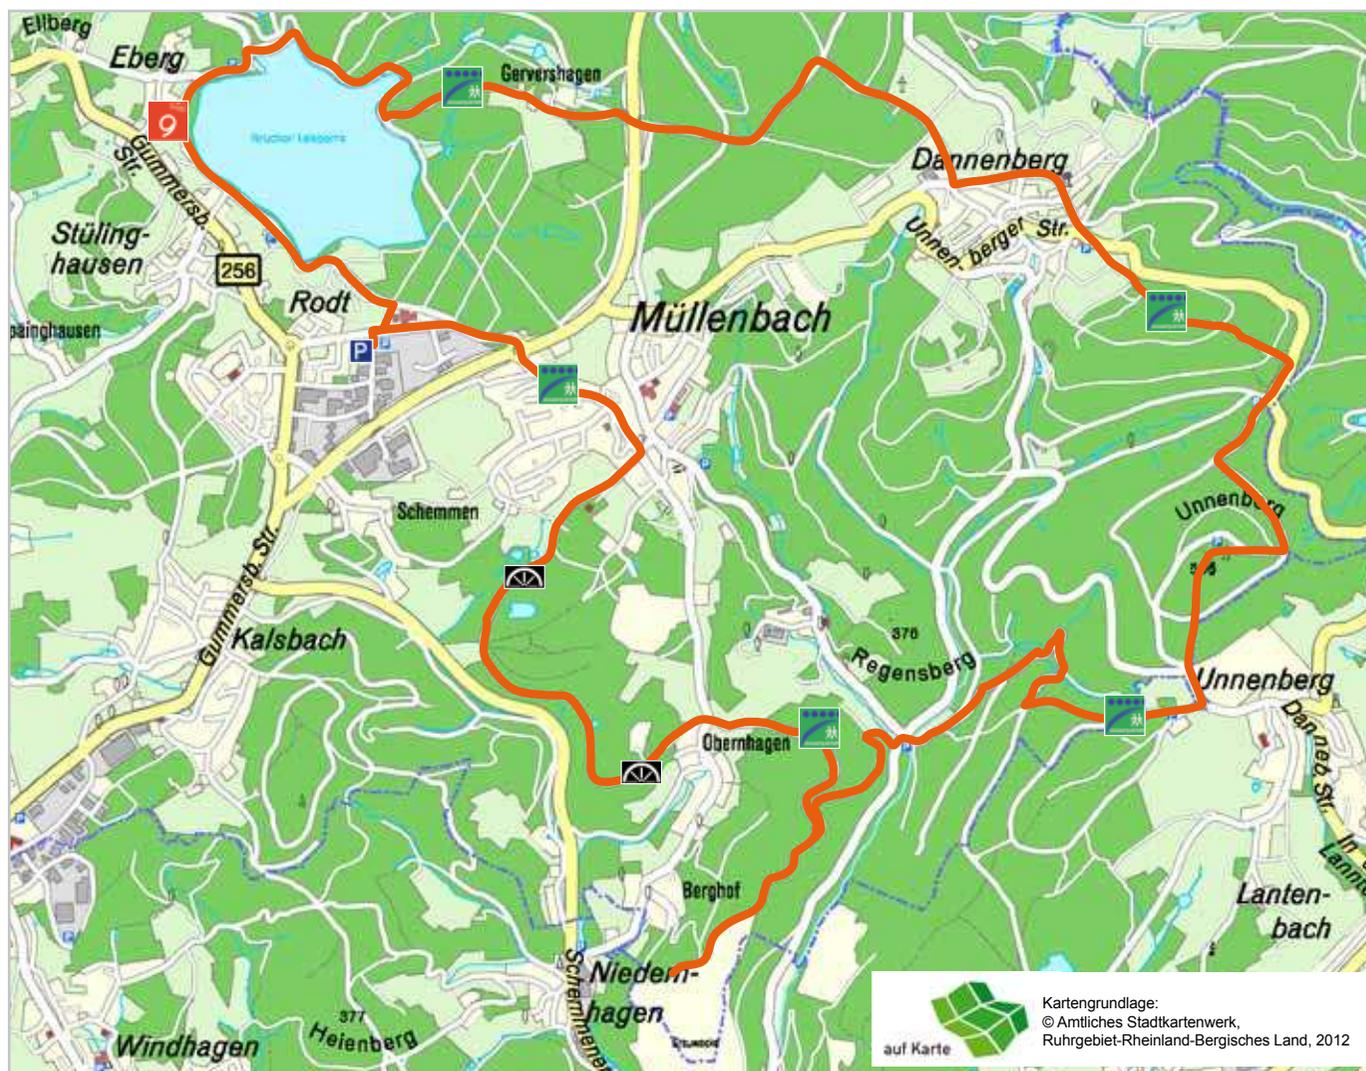 Ellberg
Eberg
9
Gervershagen
Gummersb.
Str.
Dannenberg
Stüling-
hausen
256
Unnen-
berger
Str.
Rodt
Müllenbach
P
Schemmen
Unnenberg
Gummersb. Str.
Kalsbach
376
Regensberg
Unnenberg
Obernhagen
Danneb. Str.
Berghof
Lanten-
bach
Niedern-
hagen
377
Heienberg
Windhagen
Schemmener
auf Karte
Kartengrundlage:
© Amtliches Stadtkartenwerk,
Ruhrgebiet-Rheinland-Bergisches Land, 2012